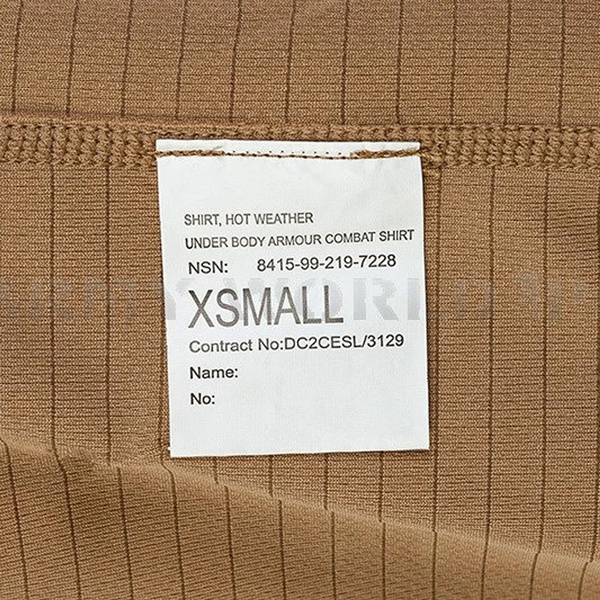 SHIRT, HOT WEATHER
UNDER BODY ARMOUR COMBAT SHIRT
NSN: 8415-99-219-7228
XSMALL
Contract No:DC2CESL/3129
Name:
No: